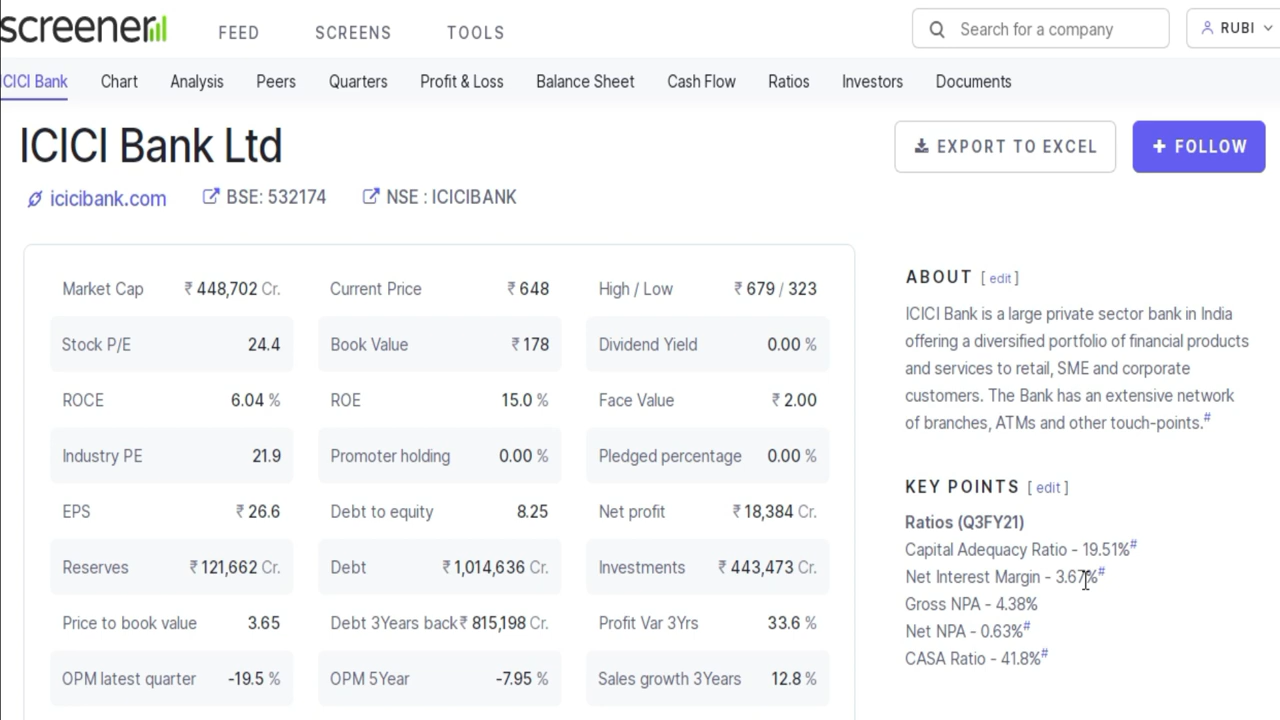 screener
FEED SCREENS TOOLS
Search for a company
RUBI
ICICI Bank Chart Analysis Peers Quarters Profit & Loss Balance Sheet Cash Flow Ratios Investors Documents
ICICI Bank Ltd
EXPORT TO EXCEL
+ FOLLOW
icicibank.com BSE: 532174 NSE : ICICIBANK
Market Cap ₹ 448,702 Cr. Current Price ₹ 648 High / Low ₹ 679 / 323
Stock P/E 24.4 Book Value ₹ 178 Dividend Yield 0.00 %
ROCE 6.04 % ROE 15.0 % Face Value ₹ 2.00
Industry PE 21.9 Promoter holding 0.00 % Pledged percentage 0.00 %
EPS ₹ 26.6 Debt to equity 8.25 Net profit ₹ 18,384 Cr.
Reserves ₹ 121,662 Cr. Debt ₹ 1,014,636 Cr. Investments ₹ 443,473 Cr.
Price to book value 3.65 Debt 3Years back ₹ 815,198 Cr. Profit Var 3Yrs 33.6 %
OPM latest quarter -19.5 % OPM 5Year -7.95 % Sales growth 3Years 12.8 %
ABOUT [ edit ]
ICICI Bank is a large private sector bank in India
offering a diversified portfolio of financial products
and services to retail, SME and corporate
customers. The Bank has an extensive network
of branches, ATMs and other touch-points.#
KEY POINTS [ edit ]
Ratios (Q3FY21)
Capital Adequacy Ratio - 19.51%#
Net Interest Margin - 3.67%#
Gross NPA - 4.38%
Net NPA - 0.63%#
CASA Ratio - 41.8%#